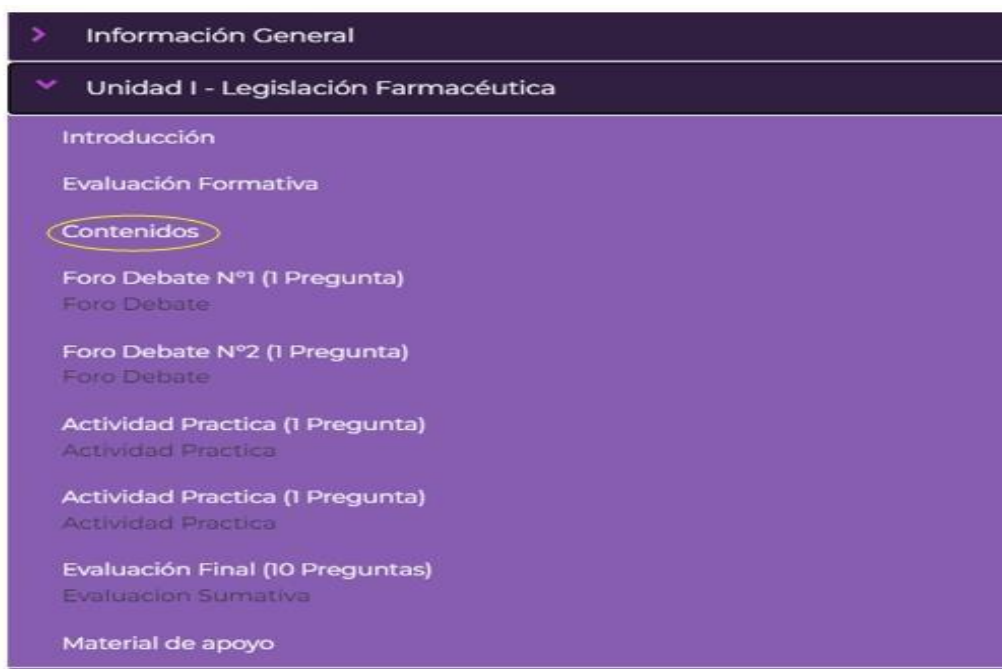 Información General
Unidad I - Legislación Farmacéutica
Introducción
Evaluación Formativa
Contenidos
Foro Debate N°1 (1 Pregunta)
Foro Debate
Foro Debate N°2 (1 Pregunta)
Foro Debate
Actividad Practica (1 Pregunta)
Actividad Practica
Actividad Practica (1 Pregunta)
Actividad Practica
Evaluación Final (10 Preguntas)
Evaluacion Sumativa
Material de apoyo